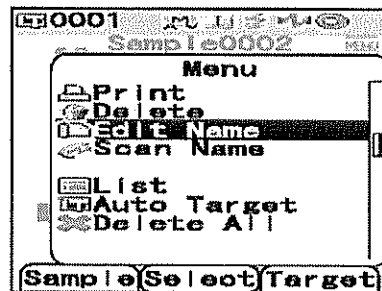 0001
Sample0002
Menu
Print
Delete
Edit Name
Scan Name
List
Auto Target
Delete All
Sample Select Target